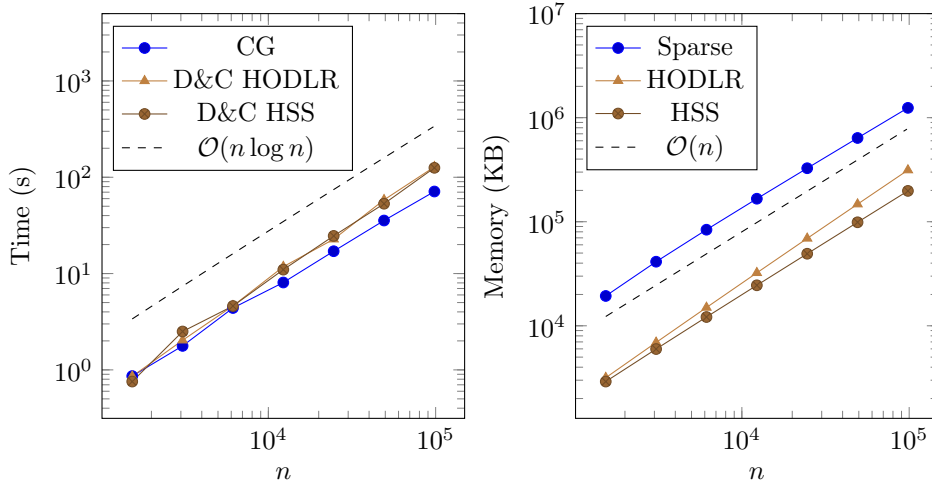 CG
D&C HODLR
D&C HSS
𝒪(n log n)
10^3
10^2
10^1
10^0
Time (s)
10^4
10^5
n
Sparse
HODLR
HSS
𝒪(n)
10^7
10^6
10^5
10^4
Memory (KB)
10^4
10^5
n